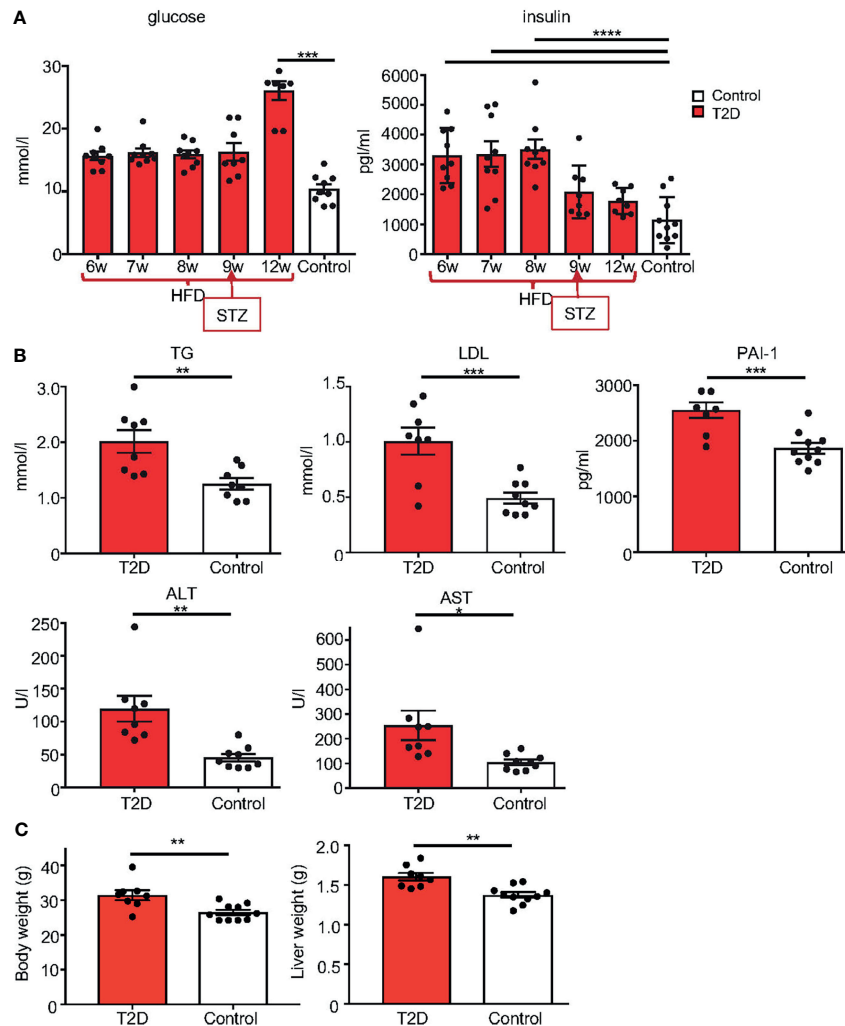 A
glucose
insulin
***
****
mmol/l
30
20
10
0
6w 7w 8w 9w 12w Control
HFD
STZ
pgl/ml
6000
5000
4000
3000
2000
1000
0
6w 7w 8w 9w 12w Control
HFD
STZ
Control
T2D
B
TG
**
mmol/l
3.0
2.0
1.0
0
T2D Control
LDL
***
mmol/l
1.5
1.0
0.5
0
T2D Control
PAI-1
***
pg/ml
3000
2000
1000
0
T2D Control
ALT
**
U/l
250
200
150
100
50
0
T2D Control
AST
*
U/l
600
500
400
300
200
100
0
T2D Control
C
**
Body weight (g)
40
30
20
10
0
T2D Control
**
Liver weight (g)
2.0
1.5
1.0
0.5
0
T2D Control